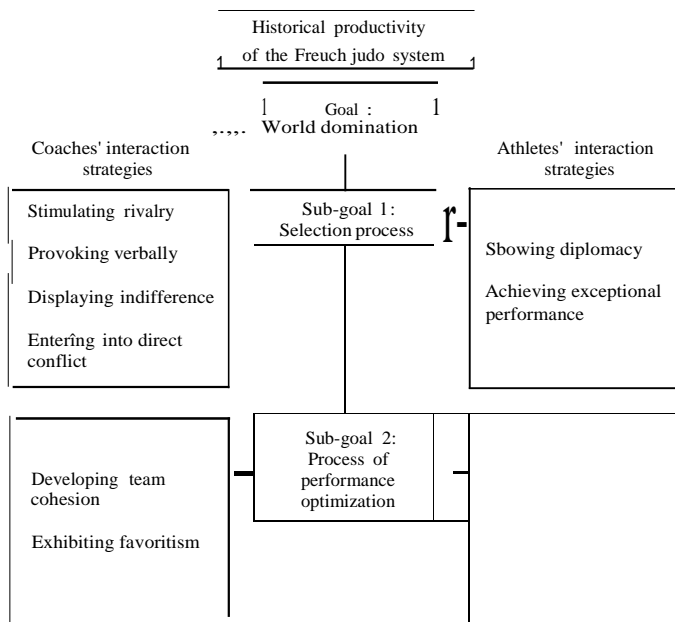 Historical productivity
of the Freuch judo system
Goal :
World domination
Coaches' interaction
strategies
Athletes' interaction
strategies
Stimulating rivalry
Provoking verbally
Displaying indifference
Enterîng into direct
conflict
Sub-goal 1:
Selection process
Sbowing diplomacy
Achieving exceptional
performance
Developing team
cohesion
Exhibiting favoritism
Sub-goal 2:
Process of
performance
optimization